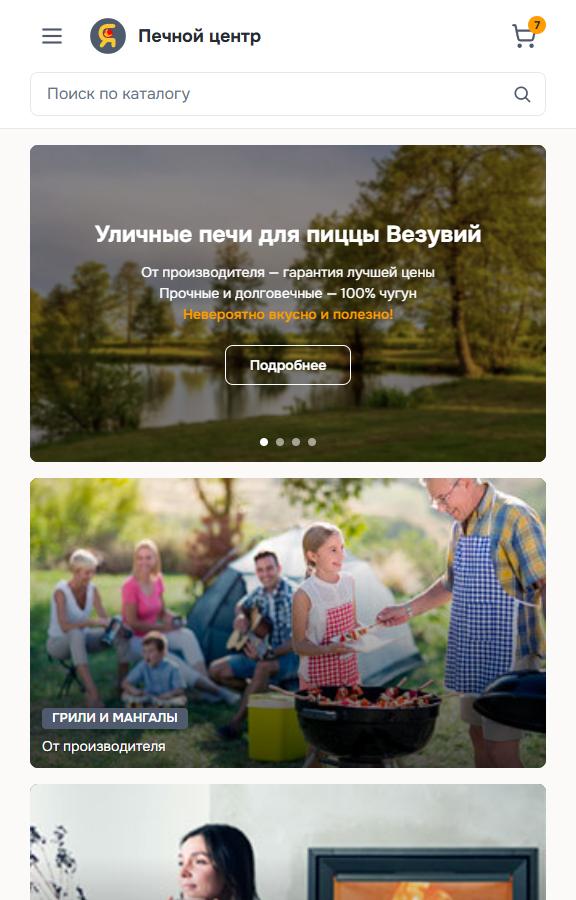 Печной центр
7
Поиск по каталогу
Уличные печи для пиццы Везувий
От производителя — гарантия лучшей цены
Прочные и долговечные — 100% чугун
Невероятно вкусно и полезно!
Подробнее
ГРИЛИ И МАНГАЛЫ
От производителя